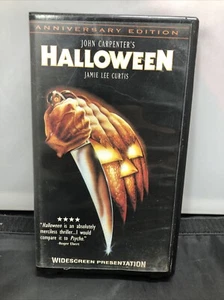 ANNIVERSARY EDITION
JOHN CARPENTER'S
HALLOWEEN
JAMIE LEE CURTIS
"Halloween is an absolutely
merciless thriller...I would
compare it to Psycho."
- Roger Ebert
WIDESCREEN PRESENTATION